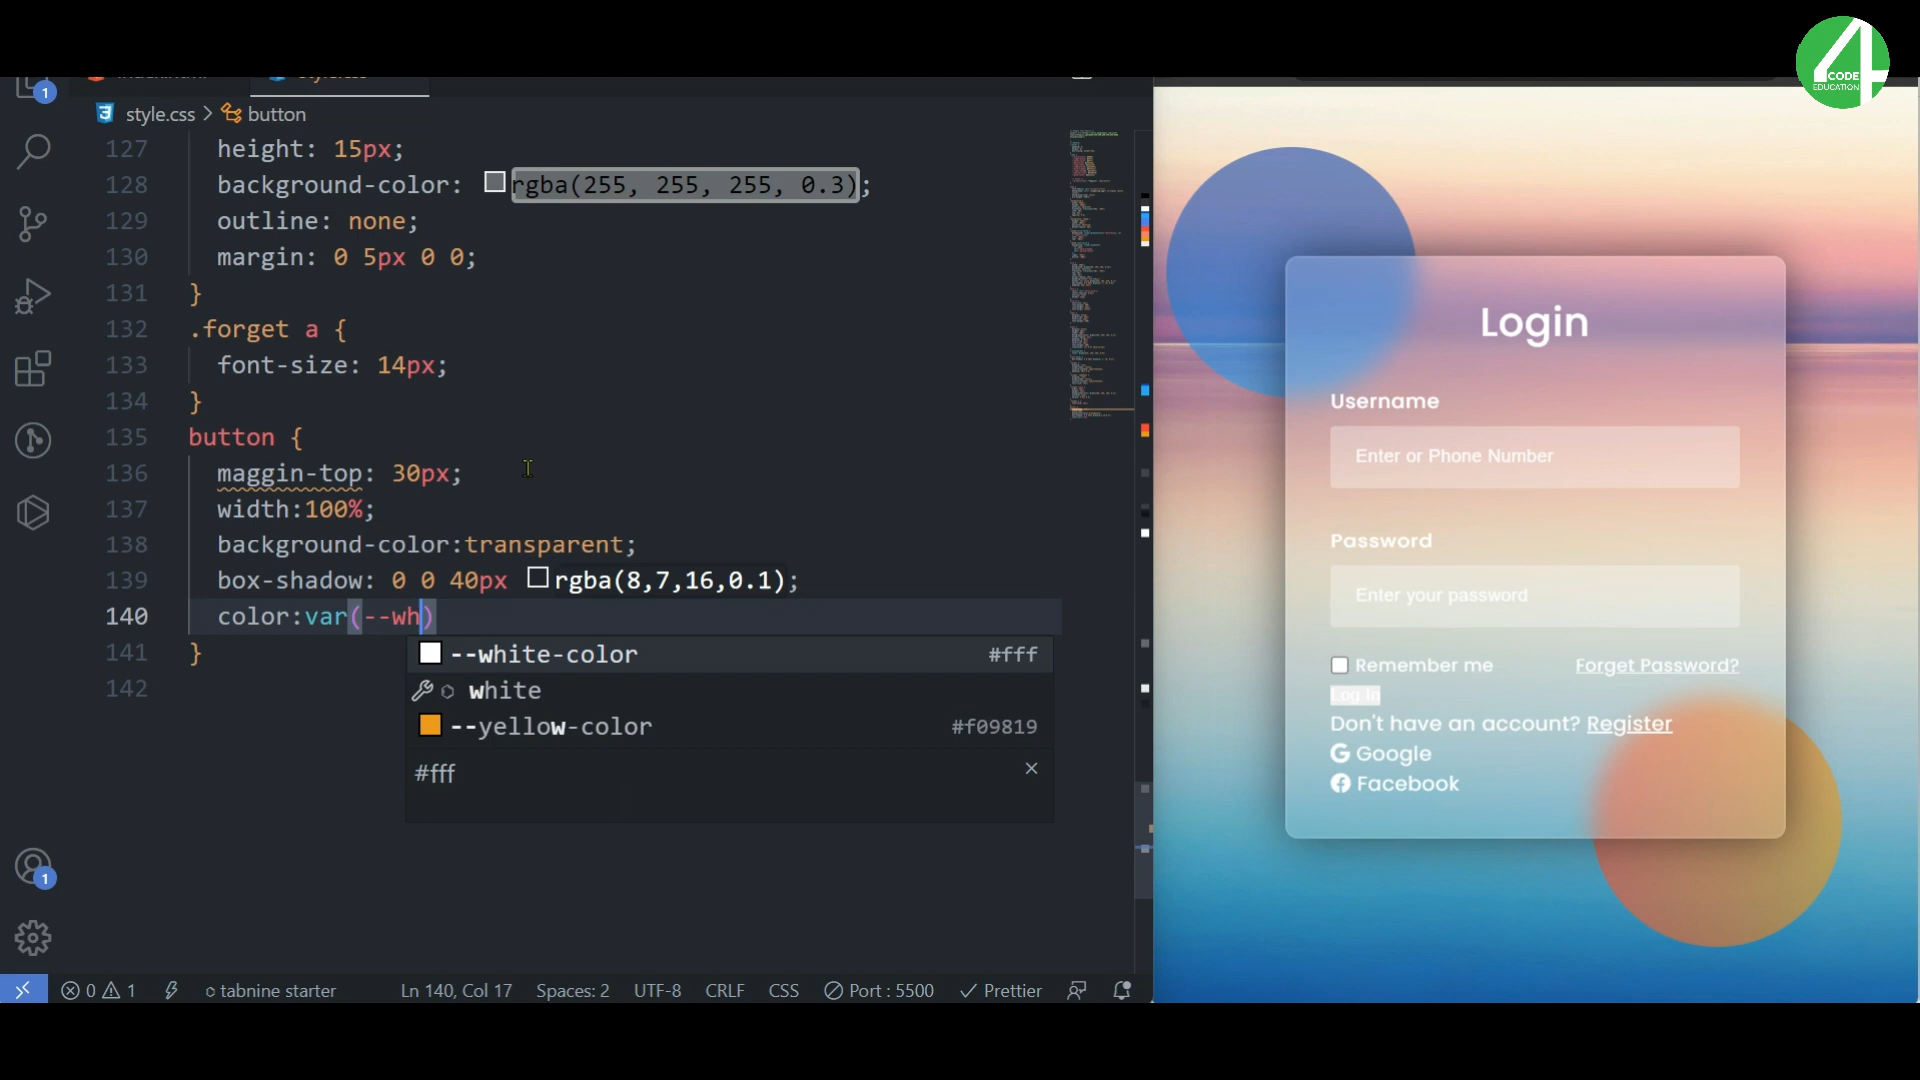 4
CODE
EDUCATION
1
style.css > button
127 height: 15px;
128 background-color: rgba(255, 255, 255, 0.3);
129 outline: none;
130 margin: 0 5px 0 0;
131 }
132 .forget a {
133 font-size: 14px;
134 }
135 button {
136 maggin-top: 30px;
137 width:100%;
138 background-color:transparent;
139 box-shadow: 0 0 40px rgba(8,7,16,0.1);
140 color:var(--wh)
141 }
142
--white-color #fff
white
--yellow-color #f09819
#fff
1
0 1 tabnine starter Ln 140, Col 17 Spaces: 2 UTF-8 CRLF CSS Port : 5500 Prettier
Login
Username
Enter or Phone Number
Password
Enter your password
Remember me Forget Password?
Log In
Don't have an account? Register
Google
Facebook